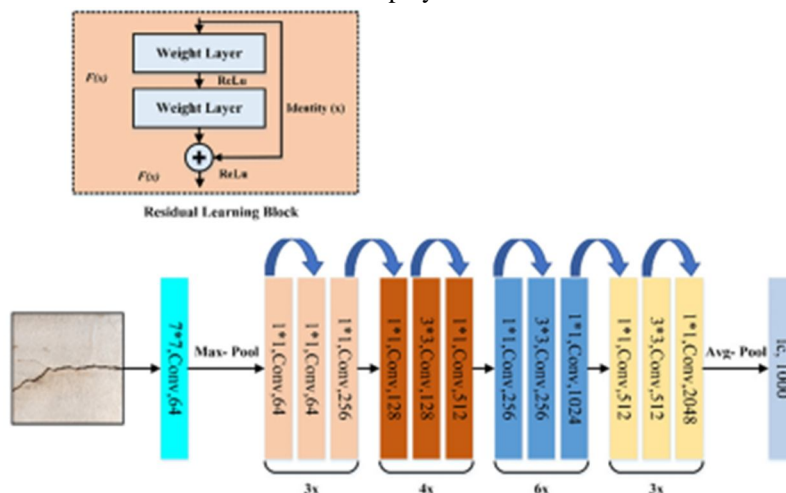 Weight Layer
F(x)
ReLu
Weight Layer
Identity (x)
F(x)
ReLu
Residual Learning Block
7*7,Conv,64
Max- Pool
1*1,Conv,64
1*1,Conv,64
1*1,Conv,256
1*1,Conv,128
3*3,Conv,128
1*1,Conv,512
1*1,Conv,256
3*3,Conv,256
1*1,Conv,1024
1*1,Conv,512
3*3,Conv,512
1*1,Conv,2048
Avg- Pool
fc, 1000
3x
4x
6x
3x